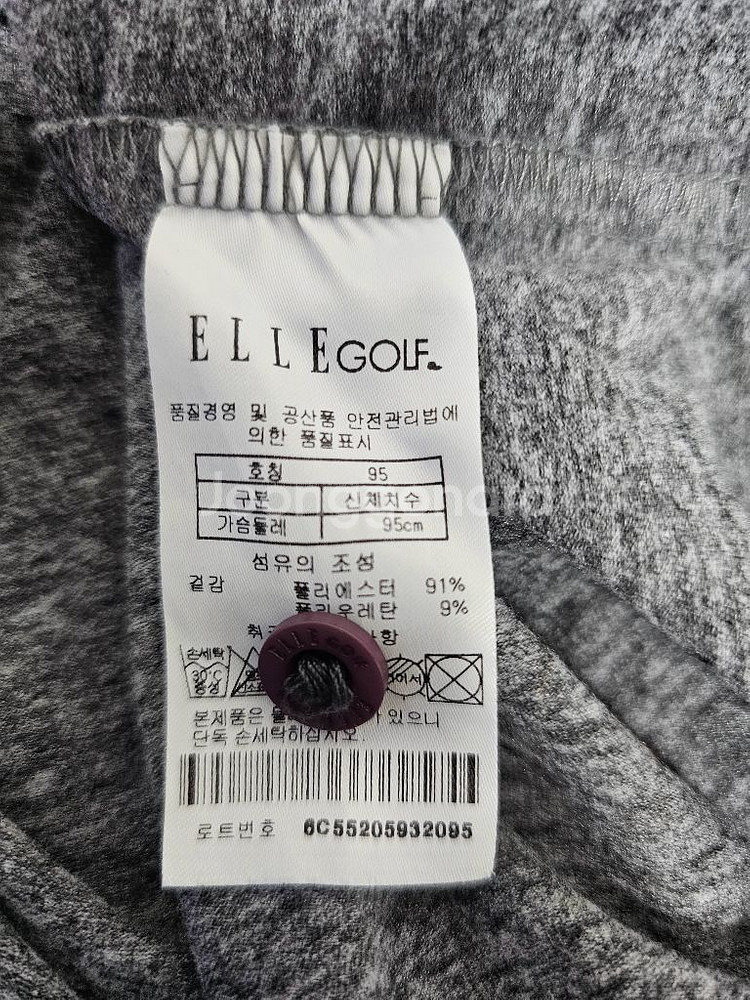 ELLE GOLF
품질경영 및 공산품 안전관리법에
의한 품질표시
호칭 95
구분 신체치수
가슴둘레 95cm
섬유의 조성
겉감 폴리에스터 91%
폴리우레탄 9%
손세탁
30°C
중성
본제품은 있으니
단독 손세탁하십시오.
로트번호 6C55205932095
ELLE GOLF